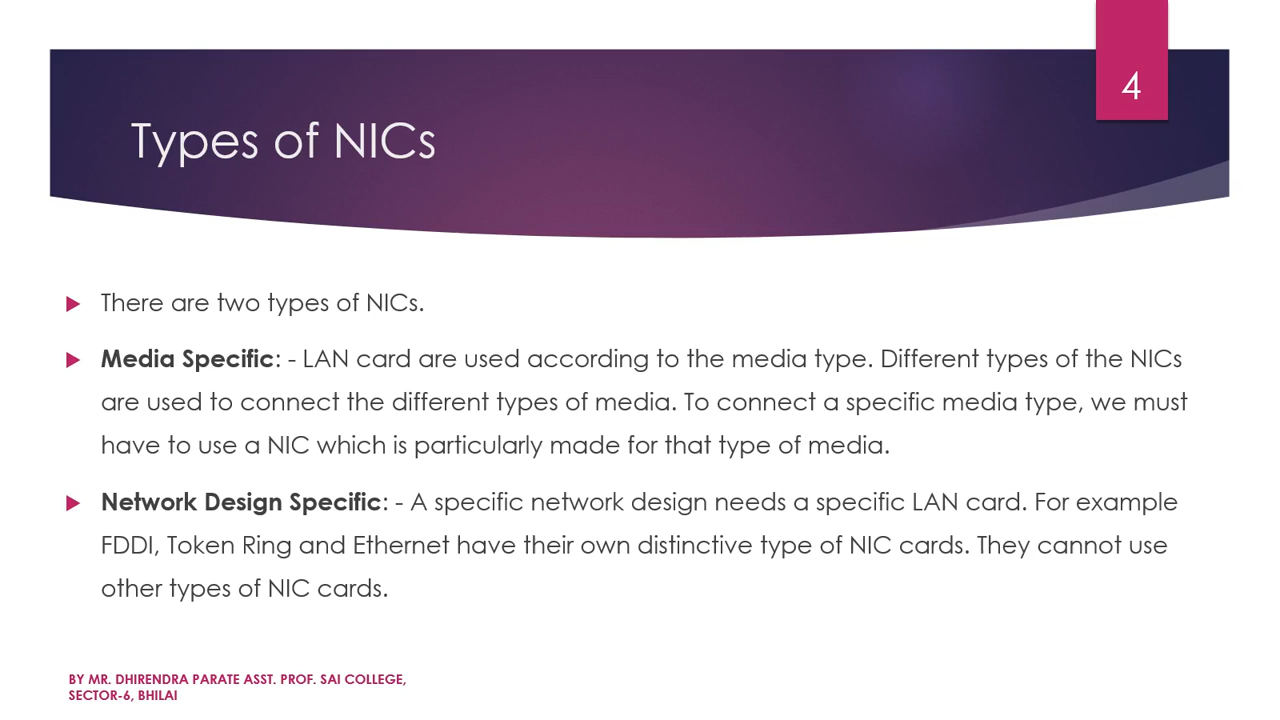 4
Types of NICs
There are two types of NICs.
Media Specific: - LAN card are used according to the media type. Different types of the NICs
are used to connect the different types of media. To connect a specific media type, we must
have to use a NIC which is particularly made for that type of media.
Network Design Specific: - A specific network design needs a specific LAN card. For example
FDDI, Token Ring and Ethernet have their own distinctive type of NIC cards. They cannot use
other types of NIC cards.
BY MR. DHIRENDRA PARATE ASST. PROF. SAI COLLEGE,
SECTOR-6, BHILAI